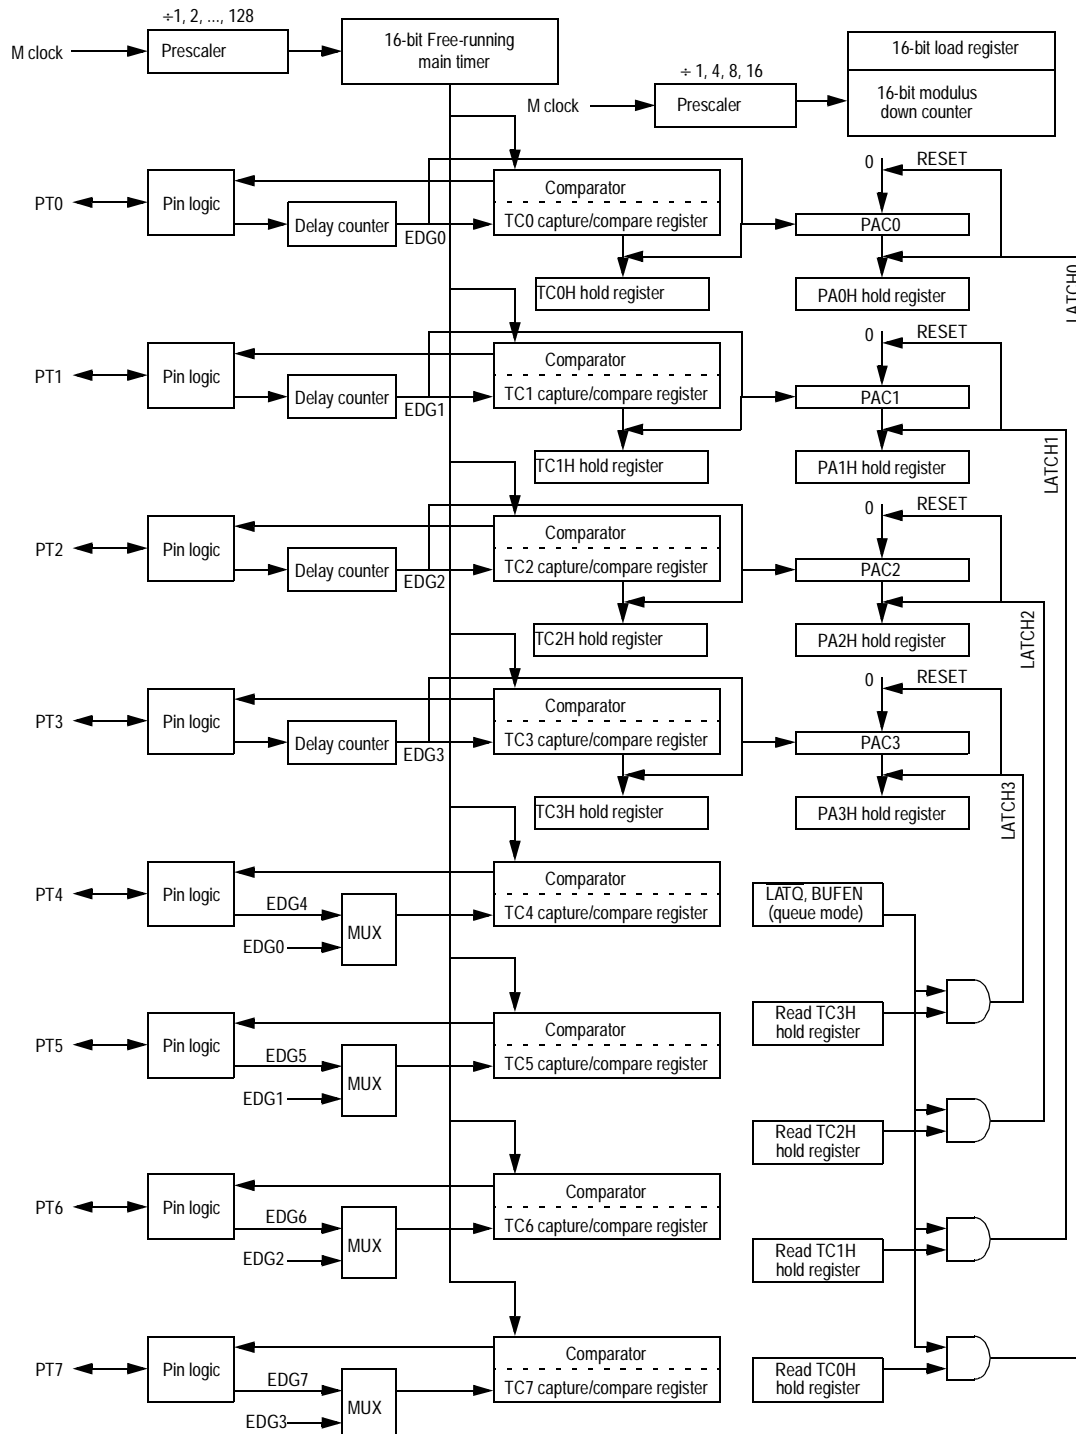 ÷1, 2, ..., 128
M clock
Prescaler
16-bit Free-running
main timer
16-bit load register
÷ 1, 4, 8, 16
M clock
Prescaler
16-bit modulus
down counter
0
RESET
PT0
Pin logic
Delay counter
EDG0
Comparator
TC0 capture/compare register
PAC0
TC0H hold register
PA0H hold register
LATCH0
0
RESET
PT1
Pin logic
Delay counter
EDG1
Comparator
TC1 capture/compare register
PAC1
TC1H hold register
PA1H hold register
LATCH1
0
RESET
PT2
Pin logic
Delay counter
EDG2
Comparator
TC2 capture/compare register
PAC2
TC2H hold register
PA2H hold register
LATCH2
0
RESET
PT3
Pin logic
Delay counter
EDG3
Comparator
TC3 capture/compare register
PAC3
TC3H hold register
PA3H hold register
LATCH3
PT4
Pin logic
EDG4
EDG0
MUX
Comparator
TC4 capture/compare register
LATQ, BUFEN
(queue mode)
Read TC3H
hold register
PT5
Pin logic
EDG5
EDG1
MUX
Comparator
TC5 capture/compare register
Read TC2H
hold register
PT6
Pin logic
EDG6
EDG2
MUX
Comparator
TC6 capture/compare register
Read TC1H
hold register
PT7
Pin logic
EDG7
EDG3
MUX
Comparator
TC7 capture/compare register
Read TC0H
hold register